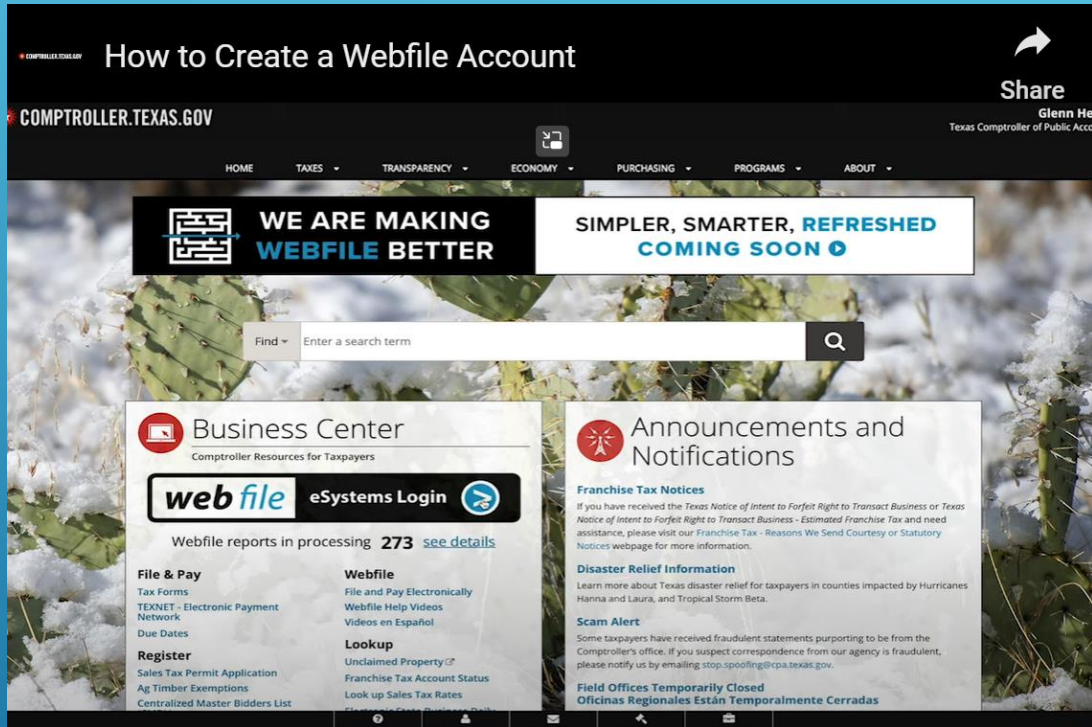 COMPTROLLER.TEXAS.GOV
How to Create a Webfile Account
Share
COMPTROLLER.TEXAS.GOV
Glenn He
Texas Comptroller of Public Acco
HOME TAXES TRANSPARENCY ECONOMY PURCHASING PROGRAMS ABOUT
WE ARE MAKING
WEBFILE BETTER
SIMPLER, SMARTER, REFRESHED
COMING SOON
Find Enter a search term
Business Center
Comptroller Resources for Taxpayers
web file eSystems Login
Webfile reports in processing 273 see details
File & Pay
Tax Forms
TEXNET - Electronic Payment
Network
Due Dates
Register
Sales Tax Permit Application
Ag Timber Exemptions
Centralized Master Bidders List
Webfile
File and Pay Electronically
Webfile Help Videos
Videos en Español
Lookup
Unclaimed Property
Franchise Tax Account Status
Look up Sales Tax Rates
Electronic State Business Daily
Announcements and
Notifications
Franchise Tax Notices
If you have received the Texas Notice of Intent to Forfeit Right to Transact Business or Texas
Notice of Intent to Forfeit Right to Transact Business - Estimated Franchise Tax and need
assistance, please visit our Franchise Tax - Reasons We Send Courtesy or Statutory
Notices webpage for more information.
Disaster Relief Information
Learn more about Texas disaster relief for taxpayers in counties impacted by Hurricanes
Hanna and Laura, and Tropical Storm Beta.
Scam Alert
Some taxpayers have received fraudulent statements purporting to be from the
Comptroller's office. If you suspect correspondence from our agency is fraudulent,
please notify us by emailing stop.spoofing@cpa.texas.gov.
Field Offices Temporarily Closed
Oficinas Regionales Están Temporalmente Cerradas